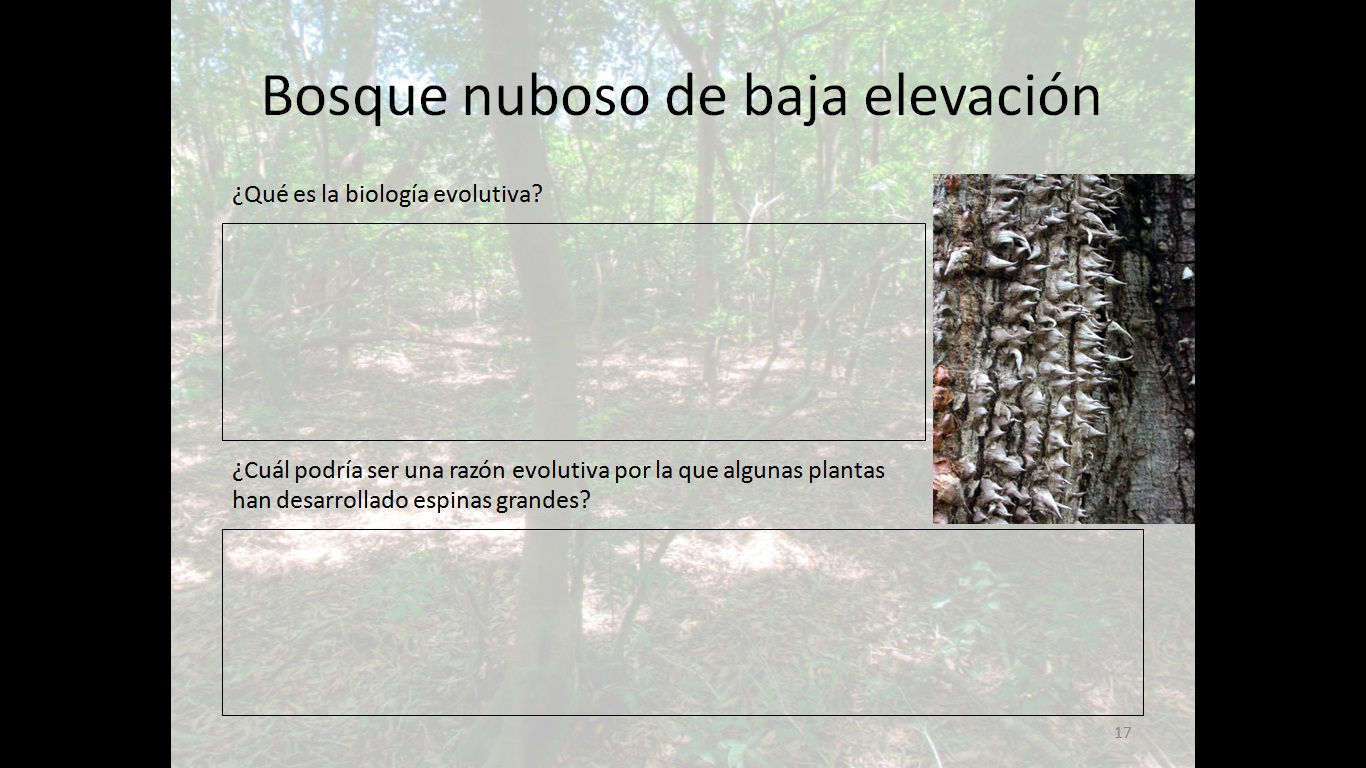 Bosque nuboso de baja elevación
¿Qué es la biología evolutiva?
¿Cuál podría ser una razón evolutiva por la que algunas plantas
han desarrollado espinas grandes?
17